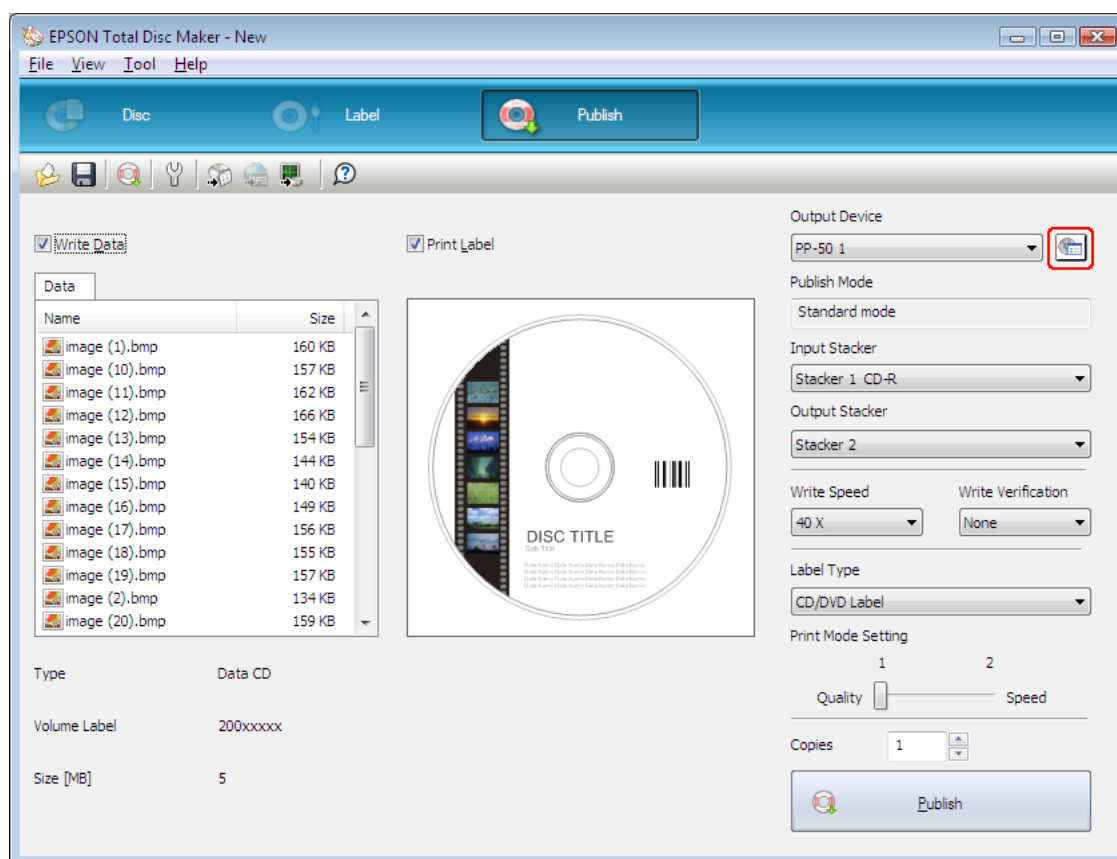 EPSON Total Disc Maker - New
File View Tool Help
Disc Label Publish
Write Data
Print Label
Output Device
PP-50 1
Publish Mode
Standard mode
Input Stacker
Stacker 1 CD-R
Output Stacker
Stacker 2
Write Speed Write Verification
40 X None
Label Type
CD/DVD Label
Print Mode Setting
1 2
Quality Speed
Copies 1
Publish
Data
Name Size
image (1).bmp 160 KB
image (10).bmp 157 KB
image (11).bmp 162 KB
image (12).bmp 166 KB
image (13).bmp 154 KB
image (14).bmp 144 KB
image (15).bmp 140 KB
image (16).bmp 149 KB
image (17).bmp 156 KB
image (18).bmp 155 KB
image (19).bmp 157 KB
image (2).bmp 134 KB
image (20).bmp 159 KB
DISC TITLE
Sub Title
Type Data CD
Volume Label 200xxxxx
Size [MB] 5